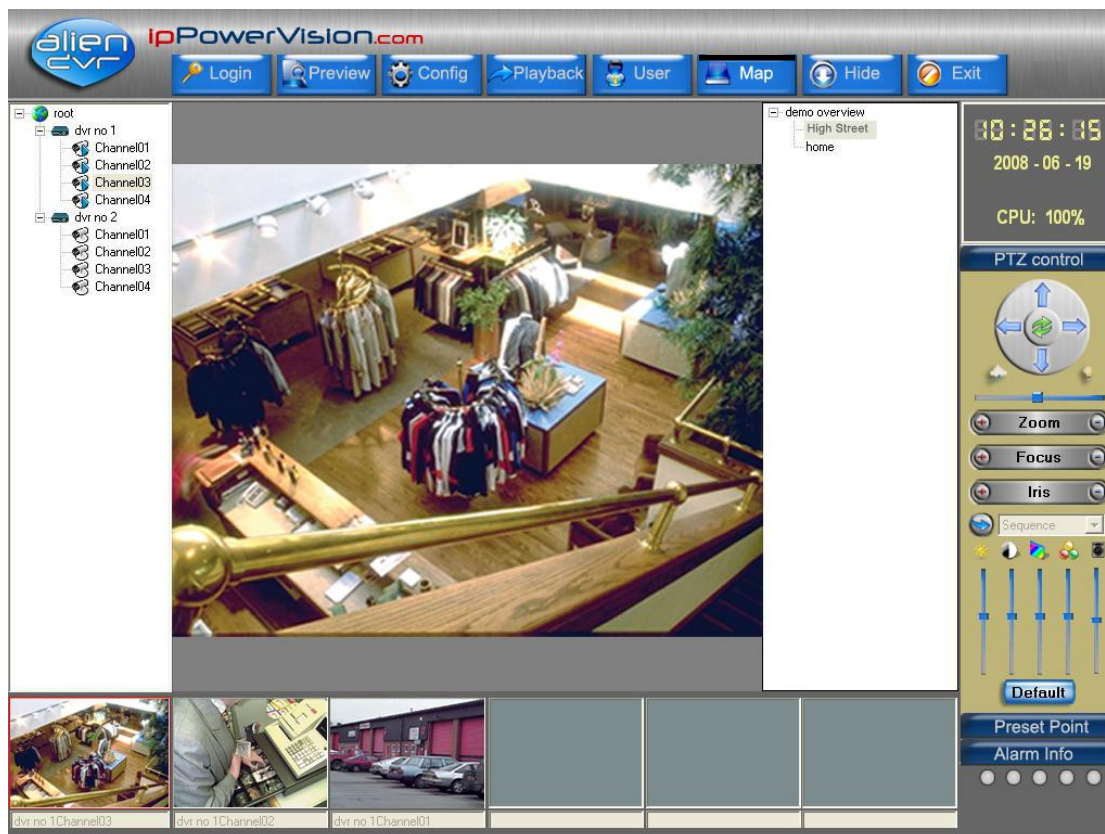 alien dvr
ipPowerVision.com
Login
Preview
Config
Playback
User
Map
Hide
Exit
root
dvr no 1
Channel01
Channel02
Channel03
Channel04
dvr no 2
Channel01
Channel02
Channel03
Channel04
demo overview
High Street
home
10:26:15
2008 - 06 - 19
CPU: 100%
PTZ control
Zoom
Focus
Iris
Sequence
Default
Preset Point
Alarm Info
dvr no 1Channel03
dvr no 1Channel02
dvr no 1Channel01